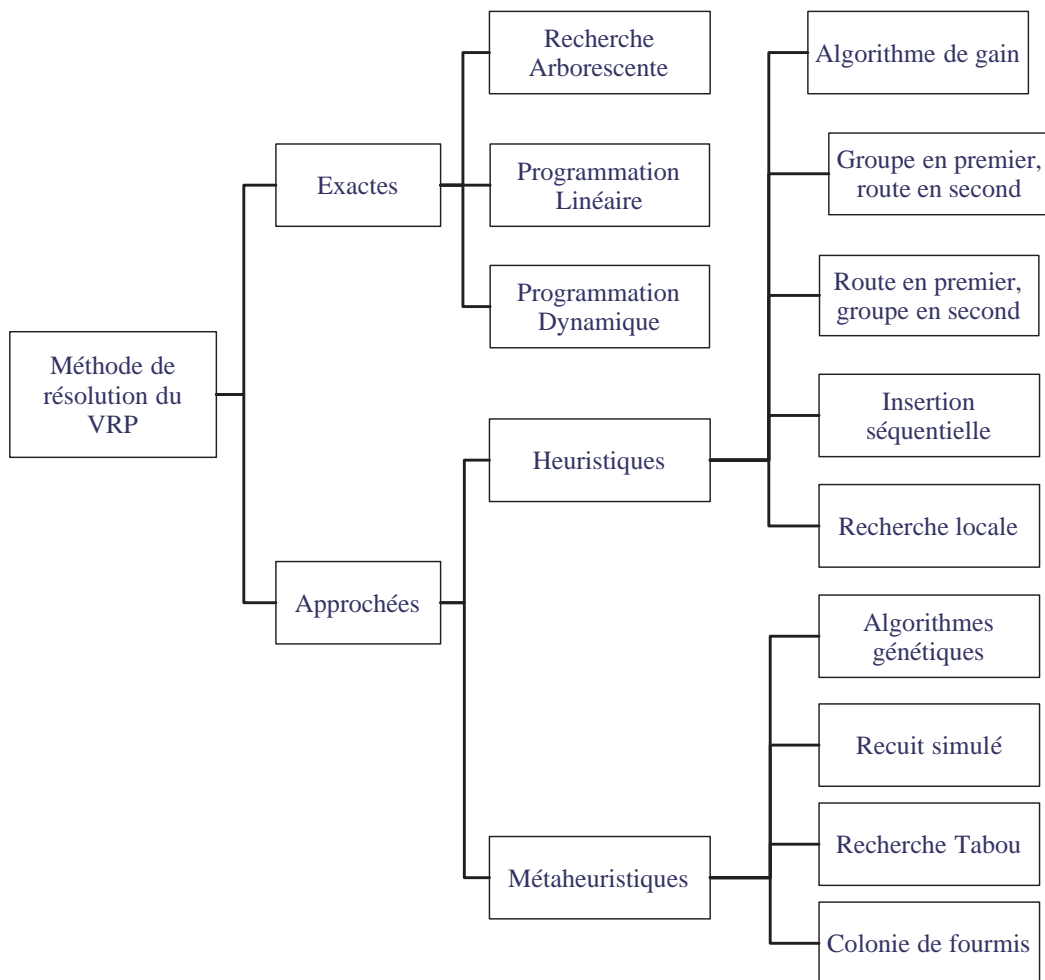 Méthode de
résolution du
VRP
Exactes
Recherche
Arborescente
Programmation
Linéaire
Programmation
Dynamique
Approchées
Heuristiques
Algorithme de gain
Groupe en premier,
route en second
Route en premier,
groupe en second
Insertion
séquentielle
Recherche locale
Métaheuristiques
Algorithmes
génétiques
Recuit simulé
Recherche Tabou
Colonie de fourmis